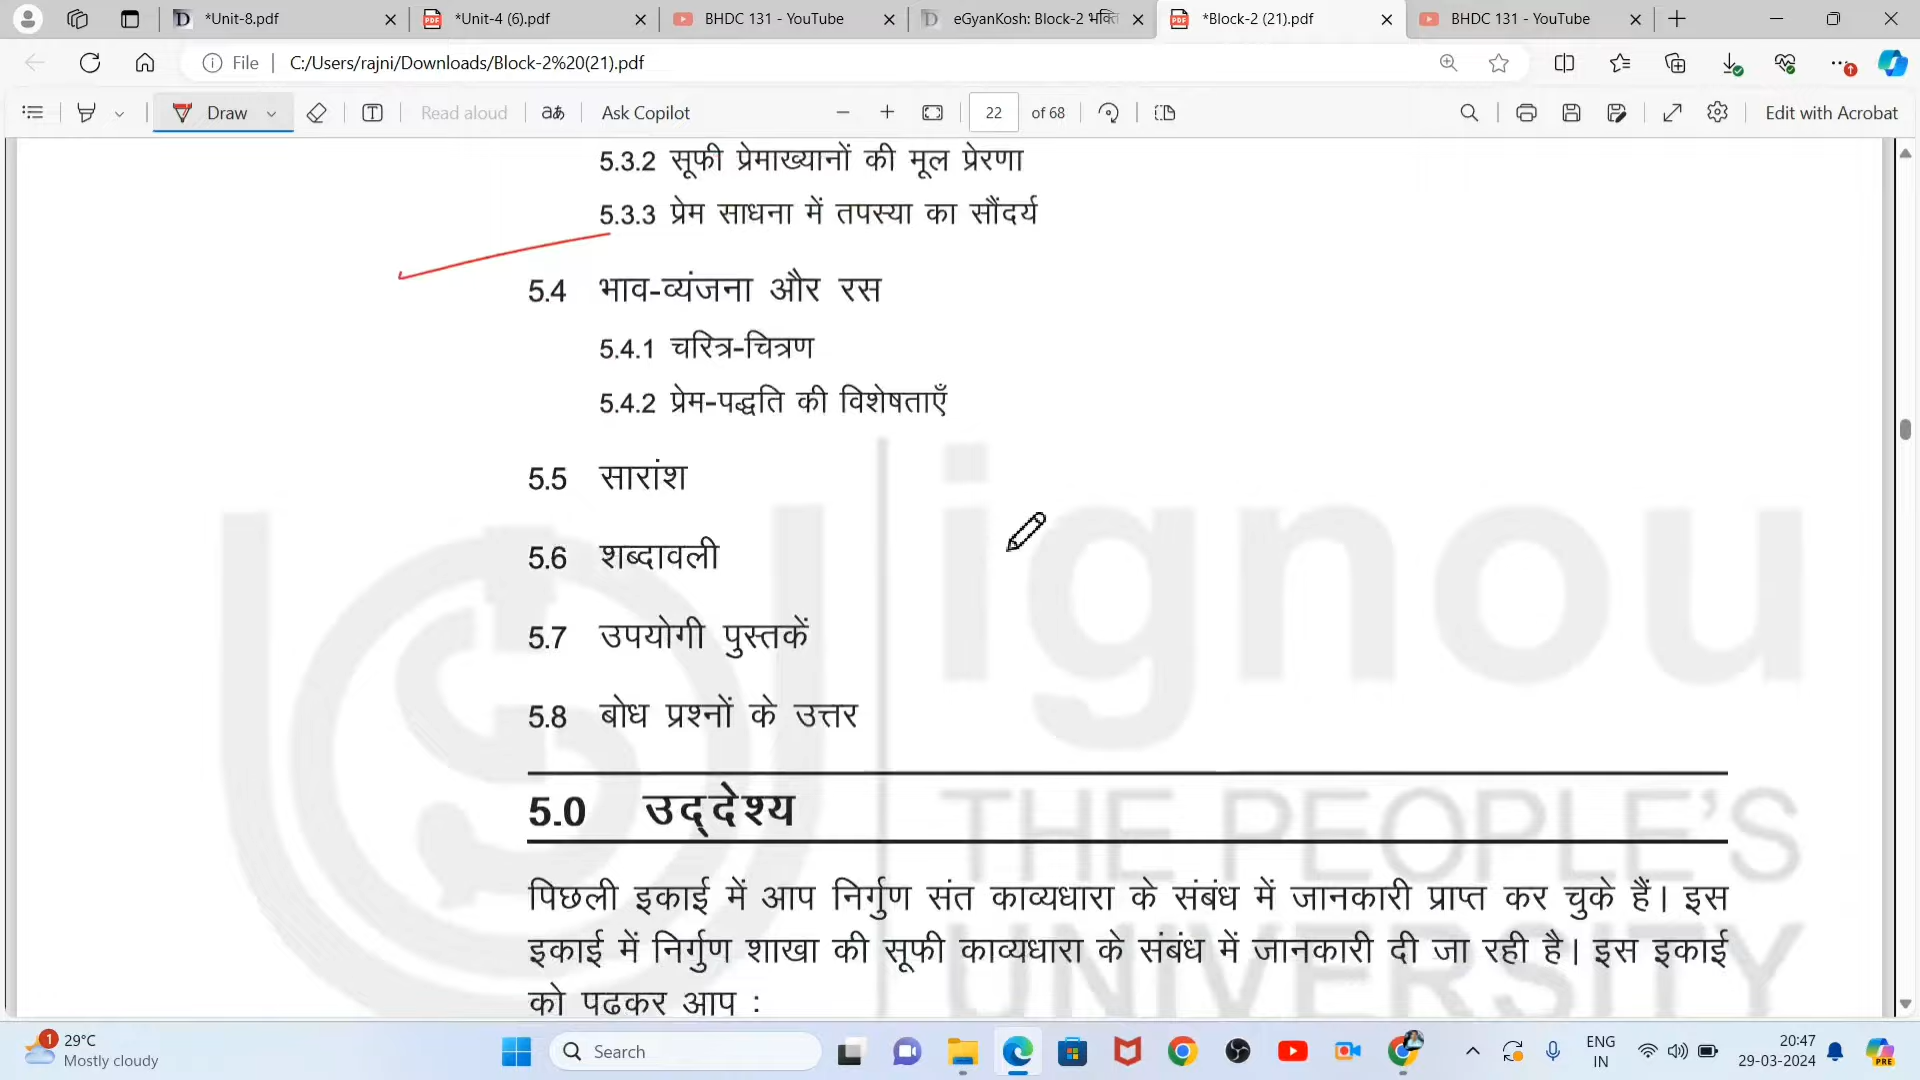 *Unit-8.pdf
*Unit-4 (6).pdf
BHDC 131 - YouTube
eGyanKosh: Block-2 भक्ति
*Block-2 (21).pdf
BHDC 131 - YouTube
File
C:/Users/rajni/Downloads/Block-2%20(21).pdf
Draw
Read aloud
aあ
Ask Copilot
22
of 68
Edit with Acrobat
5.3.2 सूफी प्रेमाख्यानों की मूल प्रेरणा
5.3.3 प्रेम साधना में तपस्या का सौंदर्य
5.4 भाव-व्यंजना और रस
5.4.1 चरित्र-चित्रण
5.4.2 प्रेम-पद्धति की विशेषताएँ
5.5 सारांश
5.6 शब्दावली
5.7 उपयोगी पुस्तकें
5.8 बोध प्रश्नों के उत्तर
ignou
THE PEOPLE'S
UNIVERSITY
5.0 उद्देश्य
पिछली इकाई में आप निर्गुण संत काव्यधारा के संबंध में जानकारी प्राप्त कर चुके हैं। इस
इकाई में निर्गुण शाखा की सूफी काव्यधारा के संबंध में जानकारी दी जा रही है। इस इकाई
को पढकर आप :
1
29°C
Mostly cloudy
Search
ENG
IN
20:47
29-03-2024
PRE